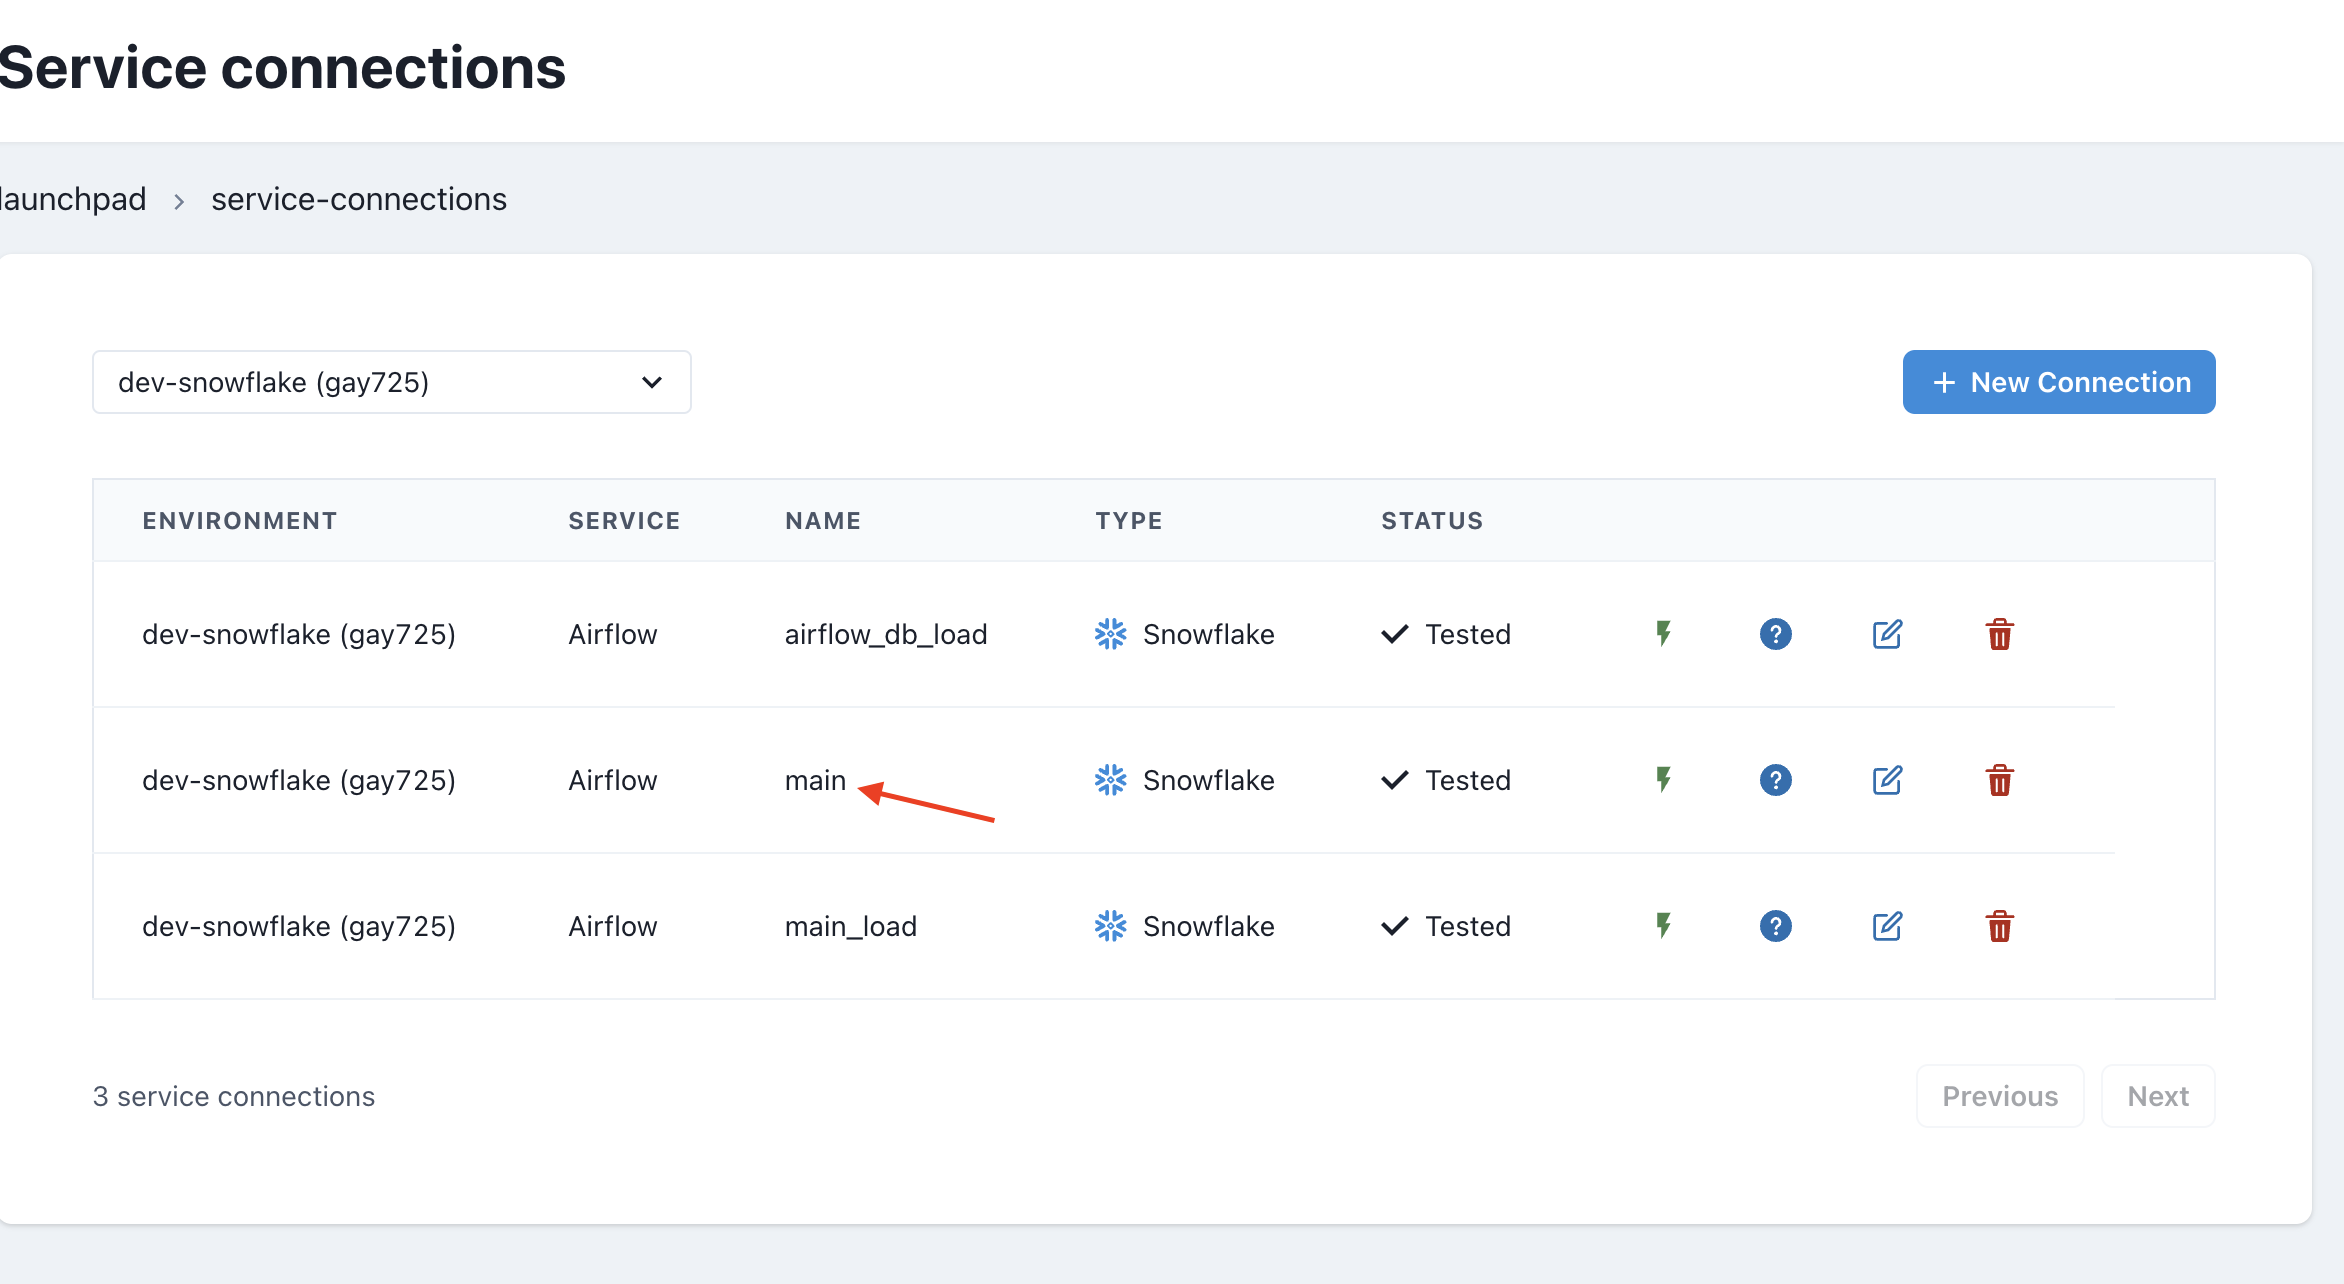 Service connections
launchpad > service-connections
dev-snowflake (gay725)
+ New Connection
ENVIRONMENT SERVICE NAME TYPE STATUS
dev-snowflake (gay725) Airflow airflow_db_load Snowflake Tested
dev-snowflake (gay725) Airflow main Snowflake Tested
dev-snowflake (gay725) Airflow main_load Snowflake Tested
3 service connections
Previous Next